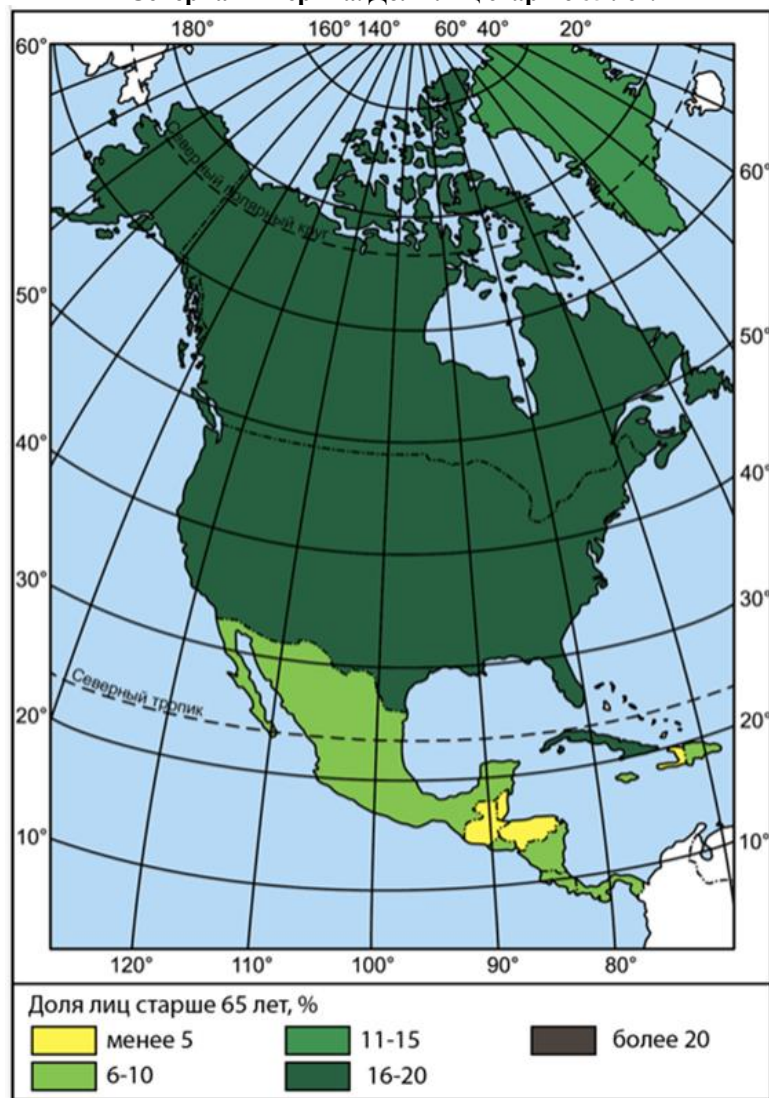 180° 160° 140° 60° 40° 20°
60°
60°
50°
50°
40°
40°
30°
30°
20°
20°
10°
10°
Северный полярный круг
Северный тропик
120° 110° 100° 90° 80°
Доля лиц старше 65 лет, %
менее 5
11-15
более 20
6-10
16-20